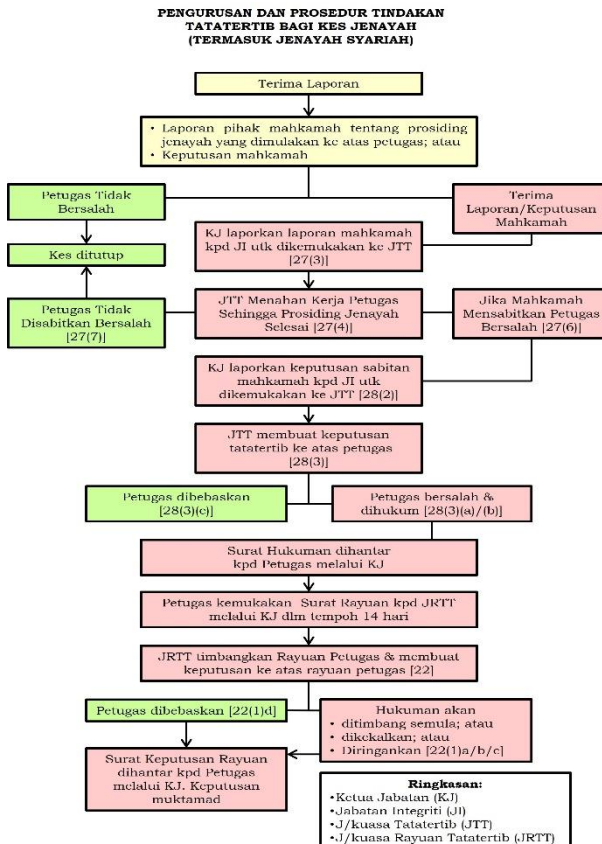 PENGURUSAN DAN PROSEDUR TINDAKAN
TATATERTIB BAGI KES JENAYAH
(TERMASUK JENAYAH SYARIAH)
Terima Laporan
• Laporan pihak mahkamah tentang prosiding
jenayah yang dimulakan ke atas petugas; atau
• Keputusan mahkamah
Petugas Tidak
Bersalah
Terima
Laporan/Keputusan
Mahkamah
KJ laporkan laporan mahkamah
kpd JI utk dikemukakan ke JTT
[27(3)]
Kes ditutup
Petugas Tidak
Disabitkan Bersalah
[27(7)]
JTT Menahan Kerja Petugas
Sehingga Prosiding Jenayah
Selesai [27(4)]
Jika Mahkamah
Mensabitkan Petugas
Bersalah [27(6)]
KJ laporkan keputusan sabitan
mahkamah kpd JI utk
dikemukakan ke JTT [28(2)]
JTT membuat keputusan
tatatertib ke atas petugas
[28(3)]
Petugas dibebaskan
[28(3)(c)]
Petugas bersalah &
dihukum [28(3)(a)/(b)]
Surat Hukuman dihantar
kpd Petugas melalui KJ
Petugas kemukakan Surat Rayuan kpd JRTT
melalui KJ dlm tempoh 14 hari
JRTT timbangkan Rayuan Petugas & membuat
keputusan ke atas rayuan petugas [22]
Petugas dibebaskan [22(1)d]
Hukuman akan
• ditimbang semula; atau
• dikekalkan; atau
• Diringankan [22(1)a/b/c]
Surat Keputusan Rayuan
dihantar kpd Petugas
melalui KJ. Keputusan
muktamad
Ringkasan:
•Ketua Jabatan (KJ)
•Jabatan Integriti (JI)
•J/kuasa Tatatertib (JTT)
•J/kuasa Rayuan Tatatertib (JRTT)